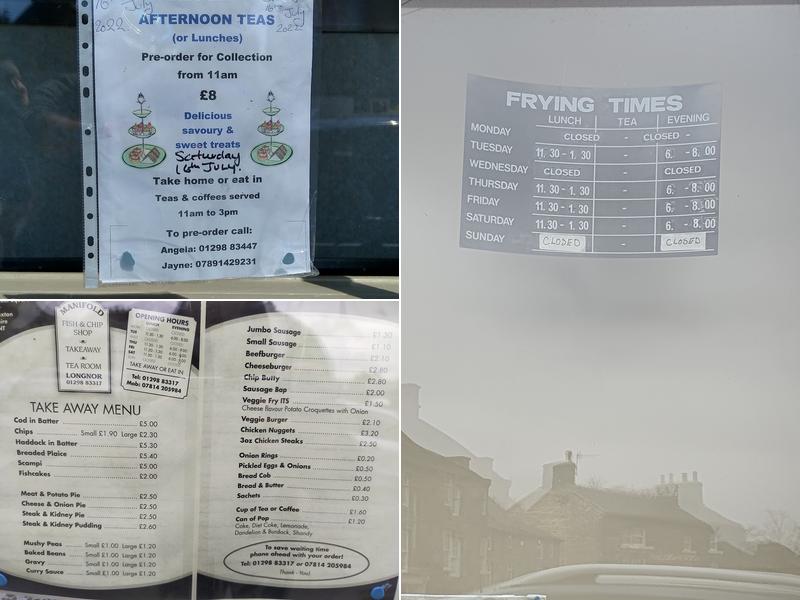 16th July
2022
16th July
2022
AFTERNOON TEAS
(or Lunches)
Pre-order for Collection
from 11am
£8
Delicious
savoury &
sweet treats
Saturday
16th July.
Take home or eat in
Teas & coffees served
11am to 3pm
To pre-order call:
Angela: 01298 83447
Jayne: 07891429231
FRYING TIMES
LUNCH TEA EVENING
MONDAY CLOSED - CLOSED -
TUESDAY 11. 30 - 1. 30 - 6. - 8. 00
WEDNESDAY CLOSED - CLOSED
THURSDAY 11. 30 - 1. 30 - 6. - 8. 00
FRIDAY 11. 30 - 1. 30 - 6. - 8. 00
SATURDAY 11. 30 - 1. 30 - 6. - 8. 00
SUNDAY CLOSED - CLOSED
MANIFOLD
FISH & CHIP
SHOP
TAKEAWAY
TEA ROOM
LONGNOR
01298 83317
OPENING HOURS
EVENING
TAKE AWAY OR EAT IN
Tel: 01298 83317
Mob: 07814 205984
TAKE AWAY MENU
Cod in Batter £5.00
Chips Small £1.90 Large £2.30
Haddock in Batter £5.30
Breaded Plaice £5.40
Scampi £5.00
Fishcakes £2.00
Meat & Potato Pie £2.50
Cheese & Onion Pie £2.50
Steak & Kidney Pie £2.50
Steak & Kidney Pudding £2.60
Mushy Peas Small £1.00 Large £1.20
Baked Beans Small £1.00 Large £1.20
Gravy Small £1.00 Large £1.20
Curry Sauce Small £1.00 Large £1.20
Jumbo Sausage £1.30
Small Sausage £1.10
Beefburger £2.10
Cheeseburger £2.80
Chip Butty £2.80
Sausage Bap £2.00
Veggie Fry ITS £1.50
Cheese flavour Potato Croquettes with Onion
Veggie Burger £2.10
Chicken Nuggets £3.20
3oz Chicken Steaks £2.50
Onion Rings £0.20
Pickled Eggs & Onions £0.50
Bread Cob £0.50
Bread & Butter £0.40
Sachets £0.30
Cup of Tea or Coffee £1.60
Can of Pop £1.20
Coke, Diet Coke, Lemonade,
Dandelion & Burdock, Shandy
To save waiting time
phone ahead with your order!
Tel: 01298 83317 or 07814 205984
Thank - You!